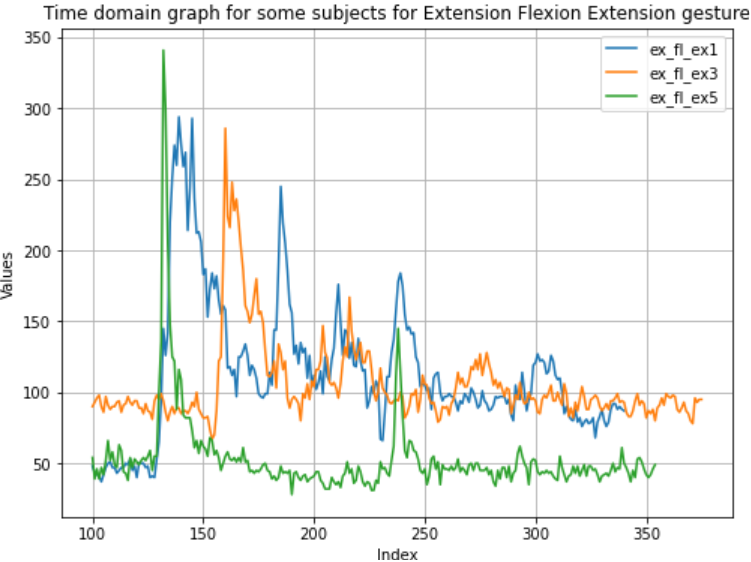 Time domain graph for some subjects for Extension Flexion Extension gesture
350
300
250
200
150
100
50
Values
ex_fl_ex1
ex_fl_ex3
ex_fl_ex5
100 150 200 250 300 350
Index